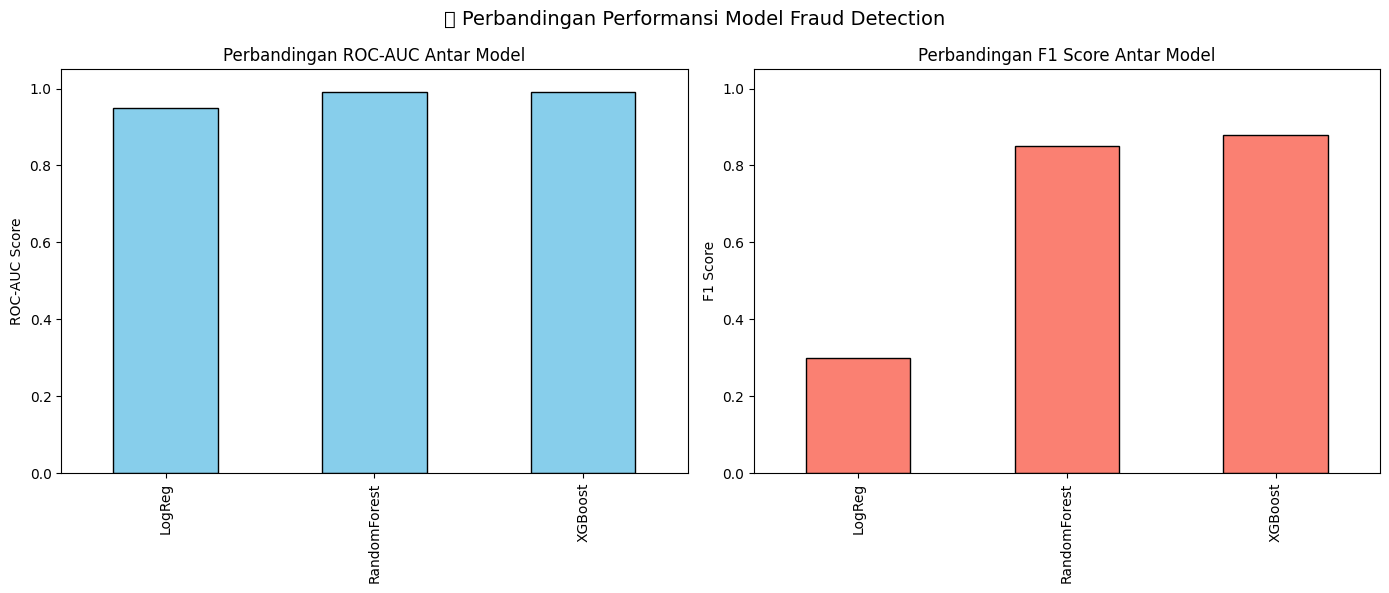 Perbandingan Performansi Model Fraud Detection
Perbandingan ROC-AUC Antar Model
ROC-AUC Score
1.0
0.8
0.6
0.4
0.2
0.0
LogReg
RandomForest
XGBoost
Perbandingan F1 Score Antar Model
F1 Score
1.0
0.8
0.6
0.4
0.2
0.0
LogReg
RandomForest
XGBoost